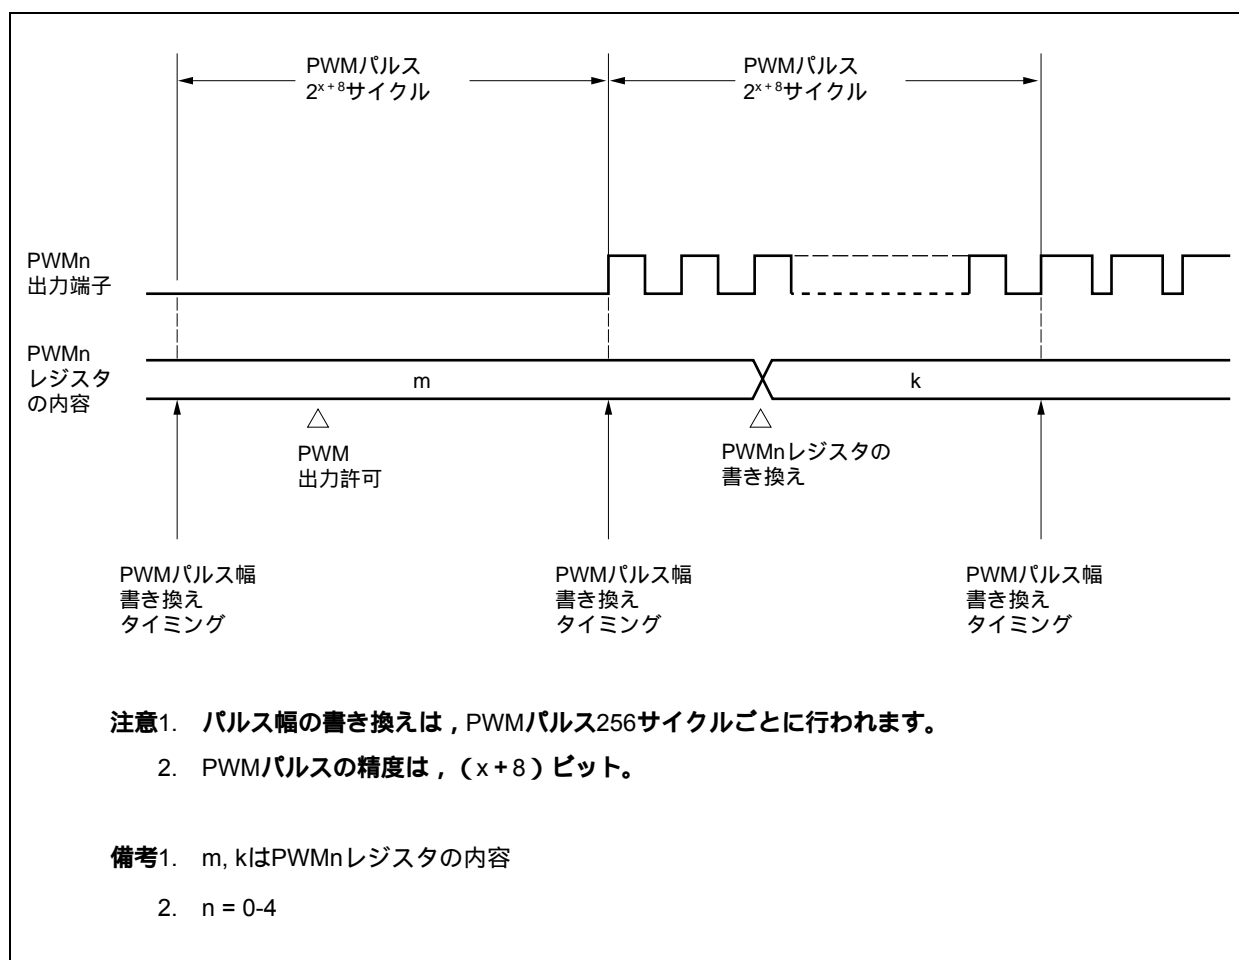 PWMパルス
2^{x+8}サイクル
PWMパルス
2^{x+8}サイクル
PWMn
出力端子
PWMn
レジスタ
の内容
m
k
△
PWM
出力許可
△
PWMnレジスタの
書き換え
PWMパルス幅
書き換え
タイミング
PWMパルス幅
書き換え
タイミング
PWMパルス幅
書き換え
タイミング
注意1. パルス幅の書き換えは，PWMパルス256サイクルごとに行われます。
2. PWMパルスの精度は，（x+8）ビット。
備考1. m, kはPWMnレジスタの内容
2. n = 0-4